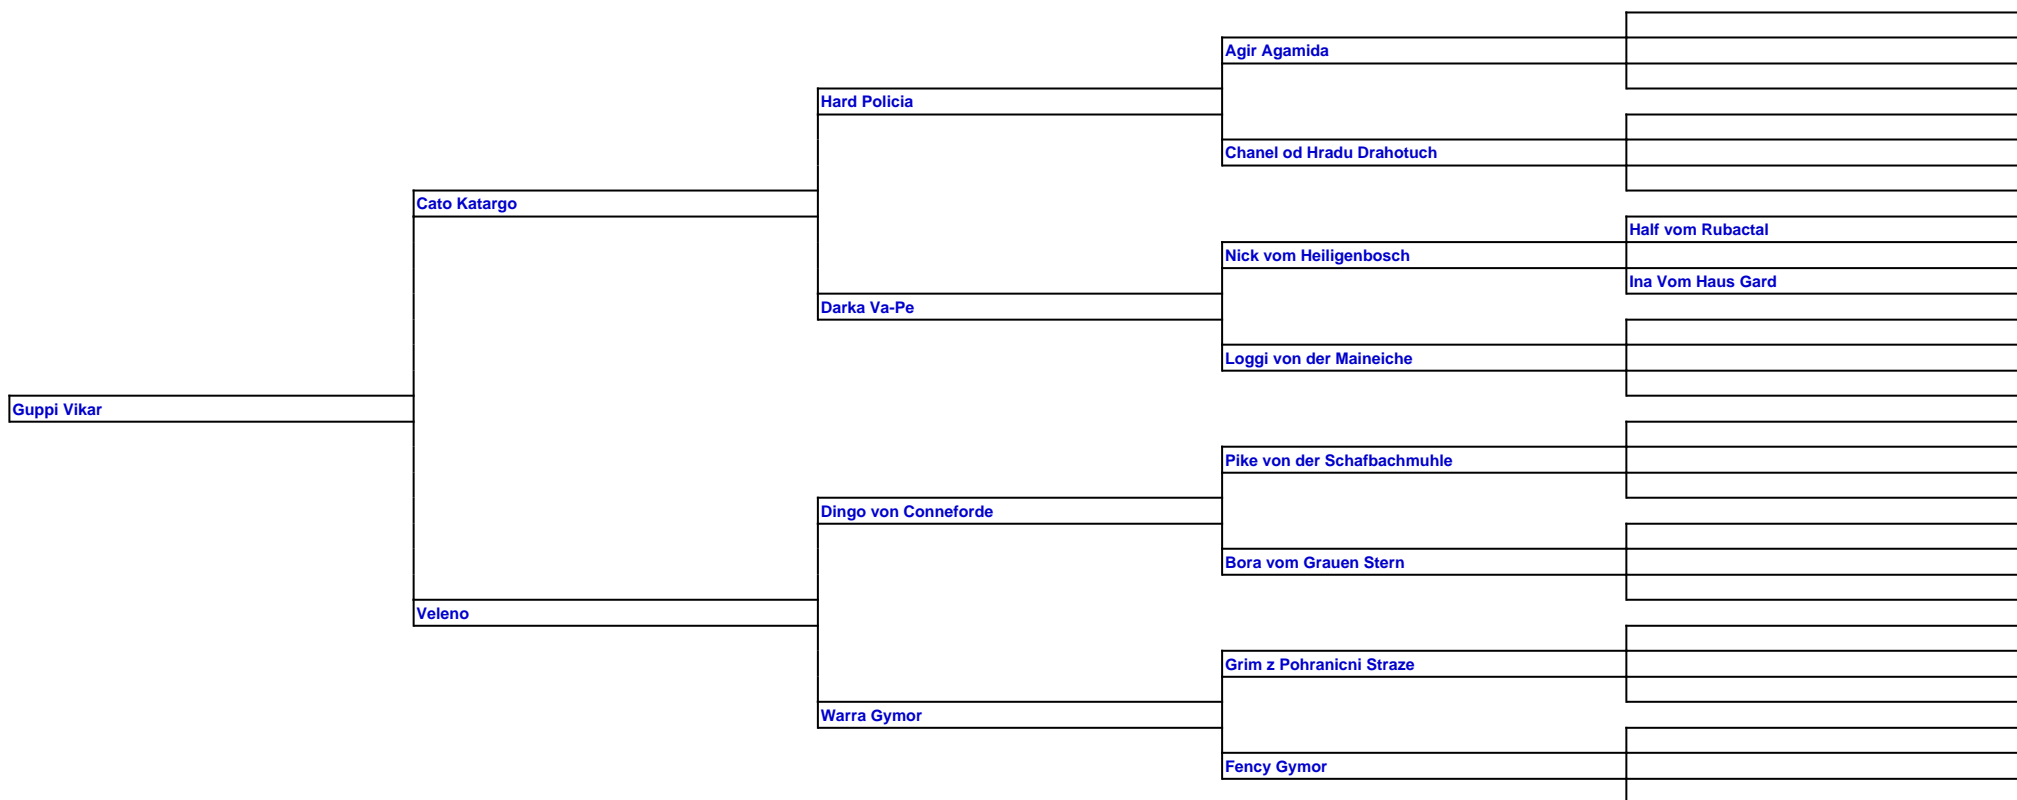 Agir Agamida
Hard Policia
Chanel od Hradu Drahotuch
Cato Katargo
Half vom Rubactal
Nick vom Heiligenbosch
Ina Vom Haus Gard
Darka Va-Pe
Loggi von der Maineiche
Guppi Vikar
Pike von der Schafbachmuhle
Dingo von Conneforde
Bora vom Grauen Stern
Veleno
Grim z Pohranicni Straze
Warra Gymor
Fency Gymor